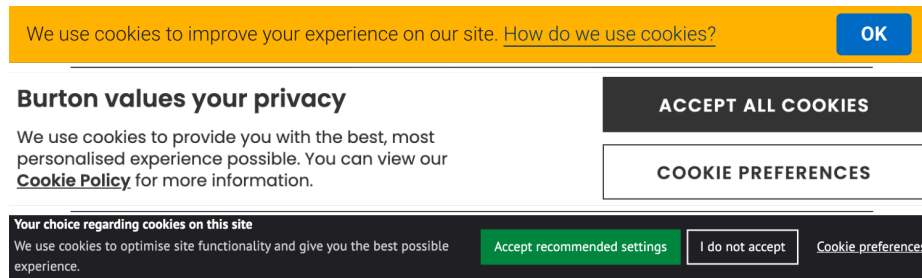 We use cookies to improve your experience on our site. How do we use cookies?
OK
Burton values your privacy
We use cookies to provide you with the best, most
personalised experience possible. You can view our
Cookie Policy for more information.
ACCEPT ALL COOKIES
COOKIE PREFERENCES
Your choice regarding cookies on this site
We use cookies to optimise site functionality and give you the best possible
experience.
Accept recommended settings
I do not accept
Cookie preferences